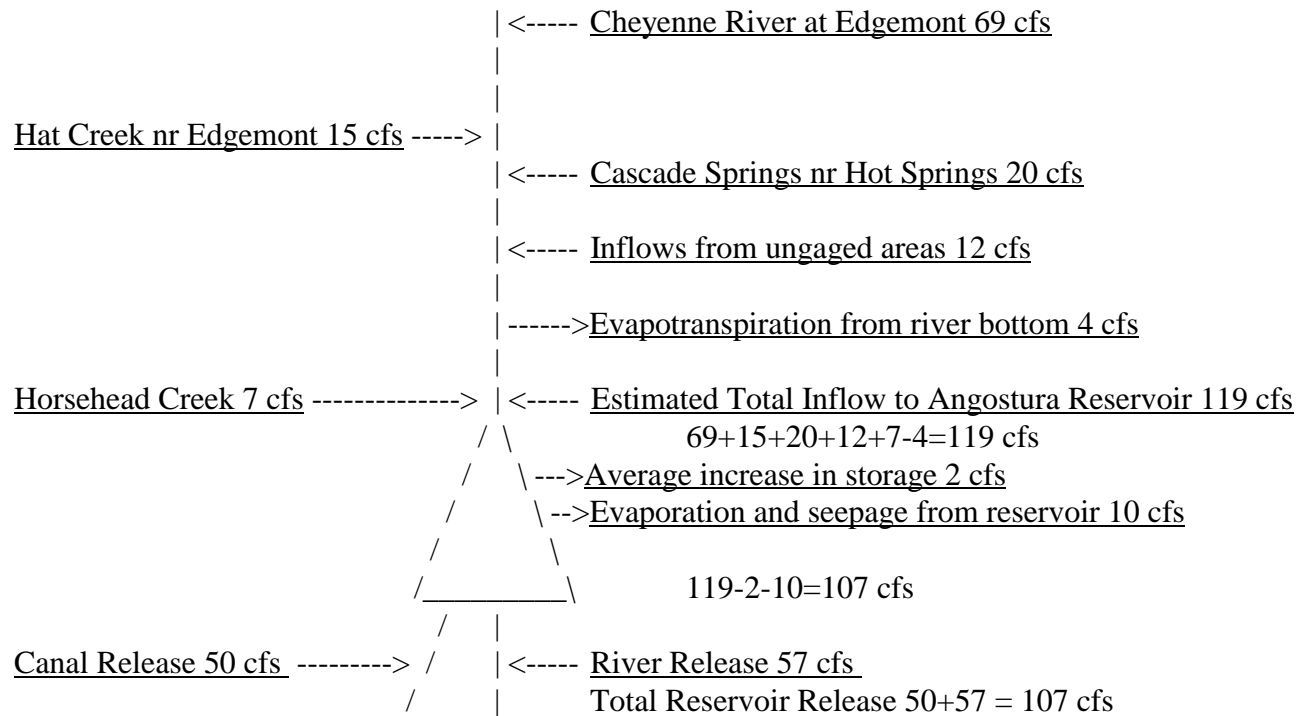 | <----- Cheyenne River at Edgemont 69 cfs
|
|
|
Hat Creek nr Edgemont 15 cfs -----> |
| <----- Cascade Springs nr Hot Springs 20 cfs
|
| <----- Inflows from ungaged areas 12 cfs
|
| ------>Evapotranspiration from river bottom 4 cfs
|
Horsehead Creek 7 cfs --------------> | <----- Estimated Total Inflow to Angostura Reservoir 119 cfs
/ \ 69+15+20+12+7-4=119 cfs
/ \ --->Average increase in storage 2 cfs
/ \ -->Evaporation and seepage from reservoir 10 cfs
/ \
/_________\ 119-2-10=107 cfs
/ |
Canal Release 50 cfs ---------> / | <----- River Release 57 cfs
/ | Total Reservoir Release 50+57 = 107 cfs